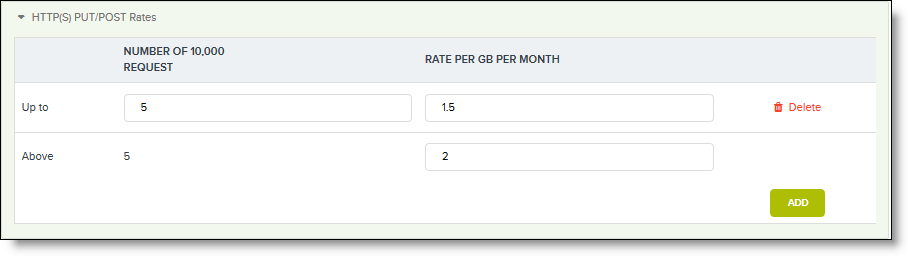 HTTP(S) PUT/POST Rates
NUMBER OF 10,000
REQUEST
RATE PER GB PER MONTH
Up to
5
1.5
Delete
Above
5
2
ADD